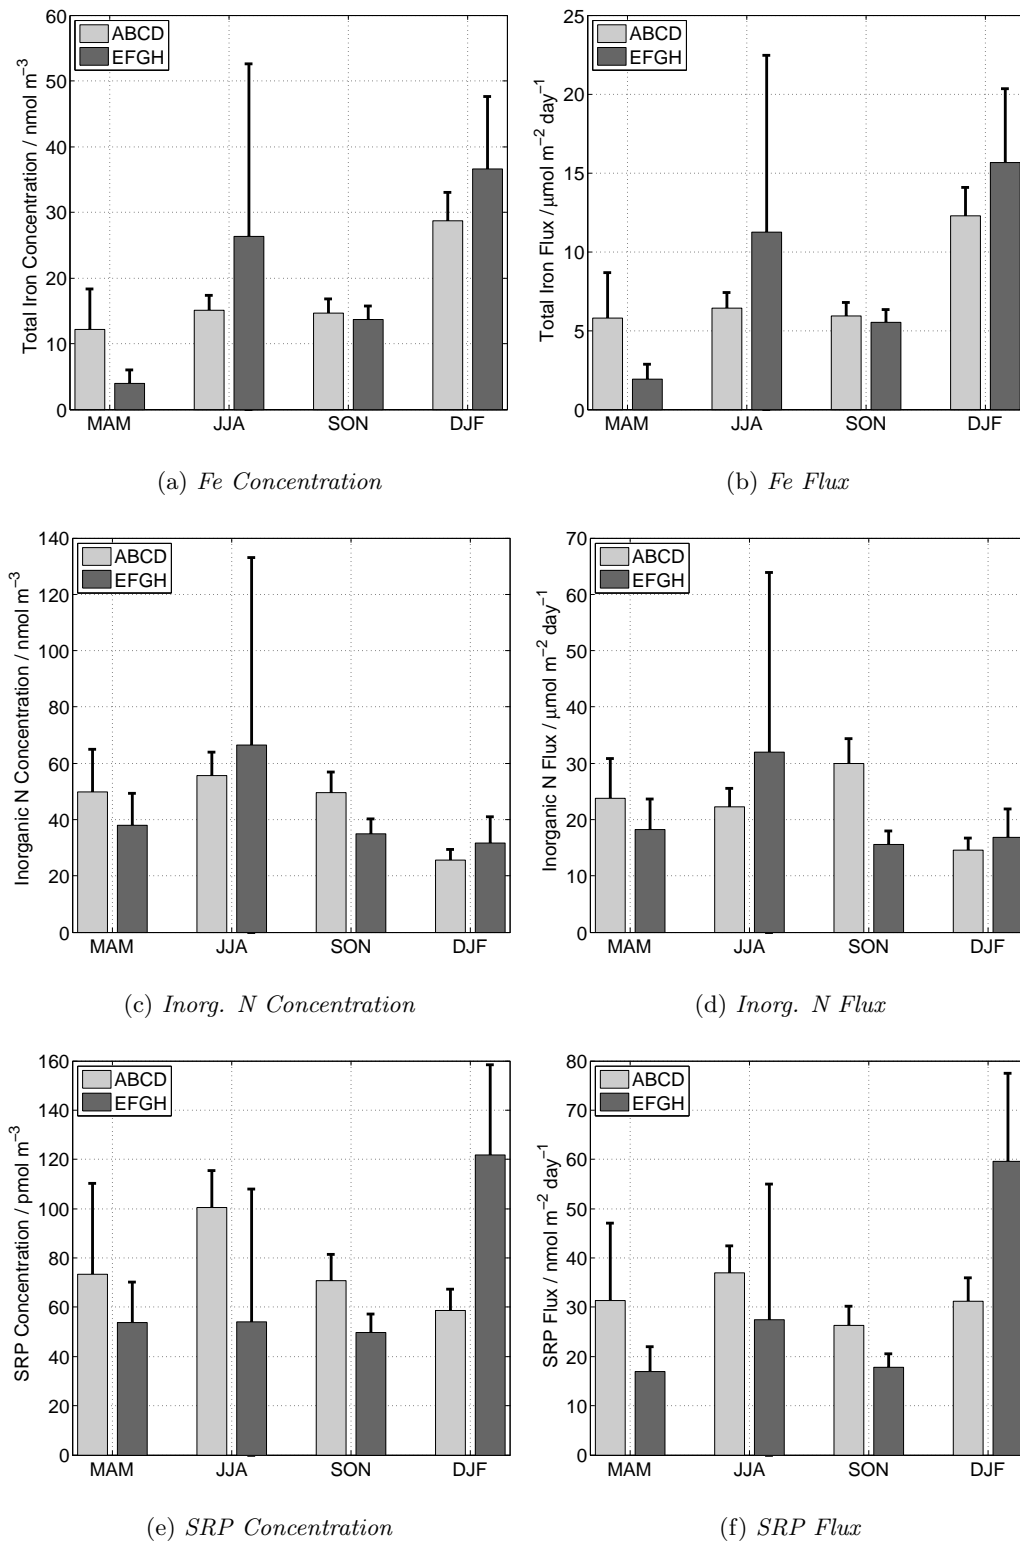 60
50
40
30
20
10
0
Total Iron Concentration / nmol m⁻³
ABCD
EFGH
MAM JJA SON DJF
(a) Fe Concentration
25
20
15
10
5
0
Total Iron Flux / μmol m⁻² day⁻¹
ABCD
EFGH
MAM JJA SON DJF
(b) Fe Flux
140
120
100
80
60
40
20
0
Inorganic N Concentration / nmol m⁻³
ABCD
EFGH
MAM JJA SON DJF
(c) Inorg. N Concentration
70
60
50
40
30
20
10
0
Inorganic N Flux / μmol m⁻² day⁻¹
ABCD
EFGH
MAM JJA SON DJF
(d) Inorg. N Flux
160
140
120
100
80
60
40
20
0
SRP Concentration / pmol m⁻³
ABCD
EFGH
MAM JJA SON DJF
(e) SRP Concentration
80
70
60
50
40
30
20
10
0
SRP Flux / nmol m⁻² day⁻¹
ABCD
EFGH
MAM JJA SON DJF
(f) SRP Flux